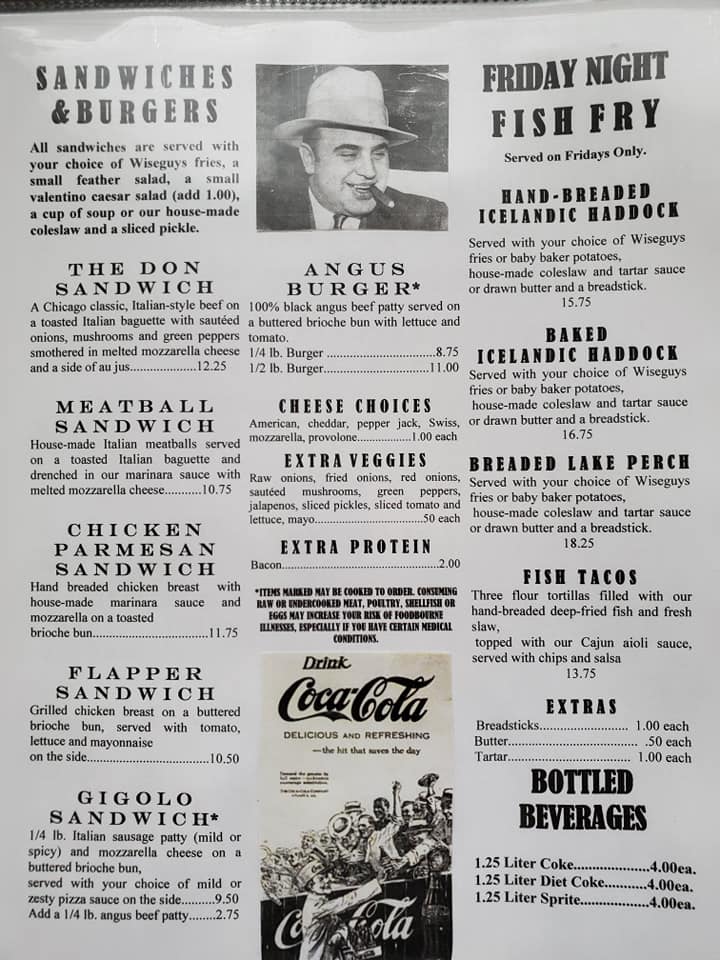 SANDWICHES
& BURGERS
All sandwiches are served with
your choice of Wiseguys fries, a
small feather salad, a small
valentino caesar salad (add 1.00),
a cup of soup or our house-made
coleslaw and a sliced pickle.
THE DON
SANDWICH
A Chicago classic, Italian-style beef on
a toasted Italian baguette with sautéed
onions, mushrooms and green peppers
smothered in melted mozzarella cheese
and a side of au jus....................12.25
MEATBALL
SANDWICH
House-made Italian meatballs served
on a toasted Italian baguette and
drenched in our marinara sauce with
melted mozzarella cheese...........10.75
CHICKEN
PARMESAN
SANDWICH
Hand breaded chicken breast with
house-made marinara sauce and
mozzarella on a toasted
brioche bun...................................11.75
FLAPPER
SANDWICH
Grilled chicken breast on a buttered
brioche bun, served with tomato,
lettuce and mayonnaise
on the side.....................................10.50
GIGOLO
SANDWICH*
1/4 lb. Italian sausage patty (mild or
spicy) and mozzarella cheese on a
buttered brioche bun,
served with your choice of mild or
zesty pizza sauce on the side..........9.50
Add a 1/4 lb. angus beef patty........2.75
ANGUS
BURGER*
100% black angus beef patty served on
a buttered brioche bun with lettuce and
tomato.
1/4 lb. Burger ..................................8.75
1/2 lb. Burger...................................11.00
CHEESE CHOICES
American, cheddar, pepper jack, Swiss,
mozzarella, provolone.................1.00 each
EXTRA VEGGIES
Raw onions, fried onions, red onions,
sautéed mushrooms, green peppers,
jalapenos, sliced pickles, sliced tomato and
lettuce, mayo...................................50 each
EXTRA PROTEIN
Bacon..................................................2.00
*ITEMS MARKED MAY BE COOKED TO ORDER. CONSUMING
RAW OR UNDERCOOKED MEAT, POULTRY, SHELLFISH OR
EGGS MAY INCREASE YOUR RISK OF FOODBOURNE
ILLNESSES, ESPECIALLY IF YOU HAVE CERTAIN MEDICAL
CONDITIONS.
Drink
Coca-Cola
DELICIOUS AND REFRESHING
—the hit that saves the day
THE COCA-COLA COMPANY
Coca-Cola
FRIDAY NIGHT
FISH FRY
Served on Fridays Only.
HAND-BREADED
ICELANDIC HADDOCK
Served with your choice of Wiseguys
fries or baby baker potatoes,
house-made coleslaw and tartar sauce
or drawn butter and a breadstick.
15.75
BAKED
ICELANDIC HADDOCK
Served with your choice of Wiseguys
fries or baby baker potatoes,
house-made coleslaw and tartar sauce
or drawn butter and a breadstick.
16.75
BREADED LAKE PERCH
Served with your choice of Wiseguys
fries or baby baker potatoes,
house-made coleslaw and tartar sauce
or drawn butter and a breadstick.
18.25
FISH TACOS
Three flour tortillas filled with our
hand-breaded deep-fried fish and fresh
slaw,
topped with our Cajun aioli sauce,
served with chips and salsa
13.75
EXTRAS
Breadsticks............................ 1.00 each
Butter......................................... .50 each
Tartar........................................ 1.00 each
BOTTLED
BEVERAGES
1.25 Liter Coke....................4.00ea.
1.25 Liter Diet Coke...........4.00ea.
1.25 Liter Sprite..................4.00ea.